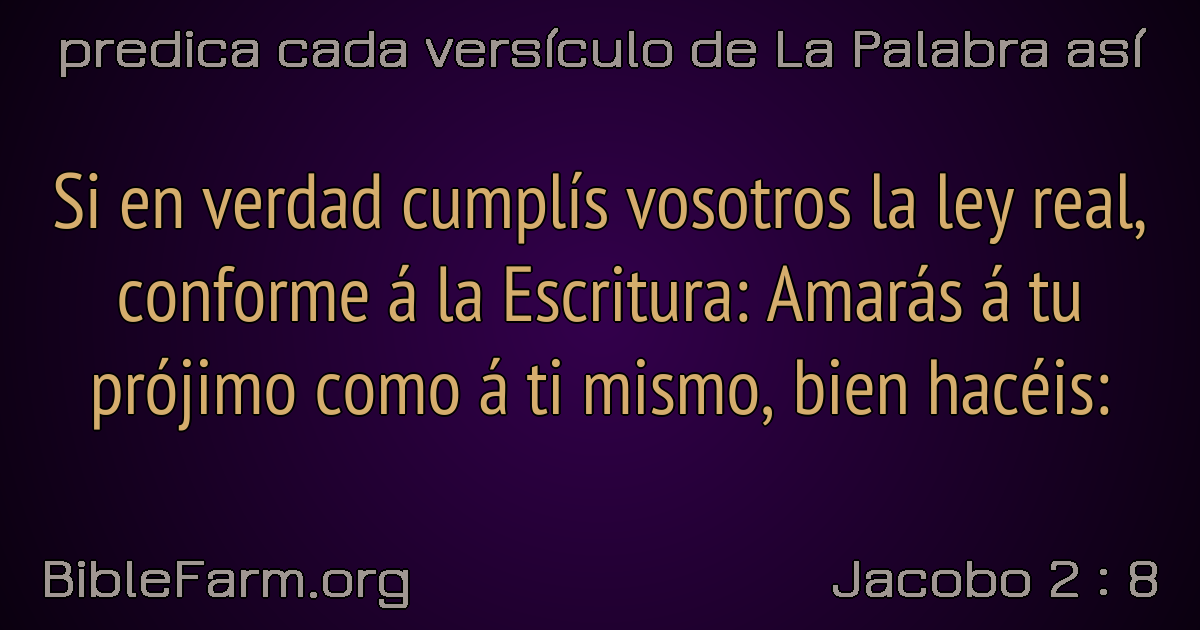 predica cada versículo de La Palabra así
Si en verdad cumplís vosotros la ley real,
conforme á la Escritura: Amarás á tu
prójimo como á ti mismo, bien hacéis:
BibleFarm.org
Jacobo 2 : 8